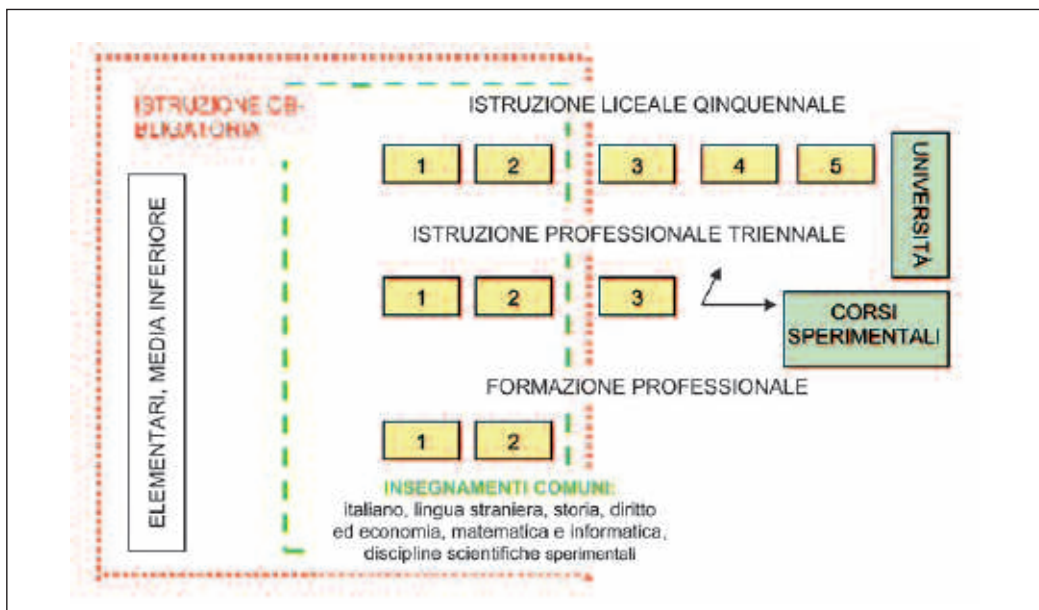 ISTRUZIONE OB-
BLIGATORIA
ISTRUZIONE LICEALE QINQUENNALE
1 2 3 4 5
UNIVERSITÀ
ELEMENTARI, MEDIA INFERIORE
ISTRUZIONE PROFESSIONALE TRIENNALE
1 2 3
CORSI
SPERIMENTALI
FORMAZIONE PROFESSIONALE
1 2
INSEGNAMENTI COMUNI:
italiano, lingua straniera, storia, diritto
ed economia, matematica e informatica,
discipline scientifiche sperimentali